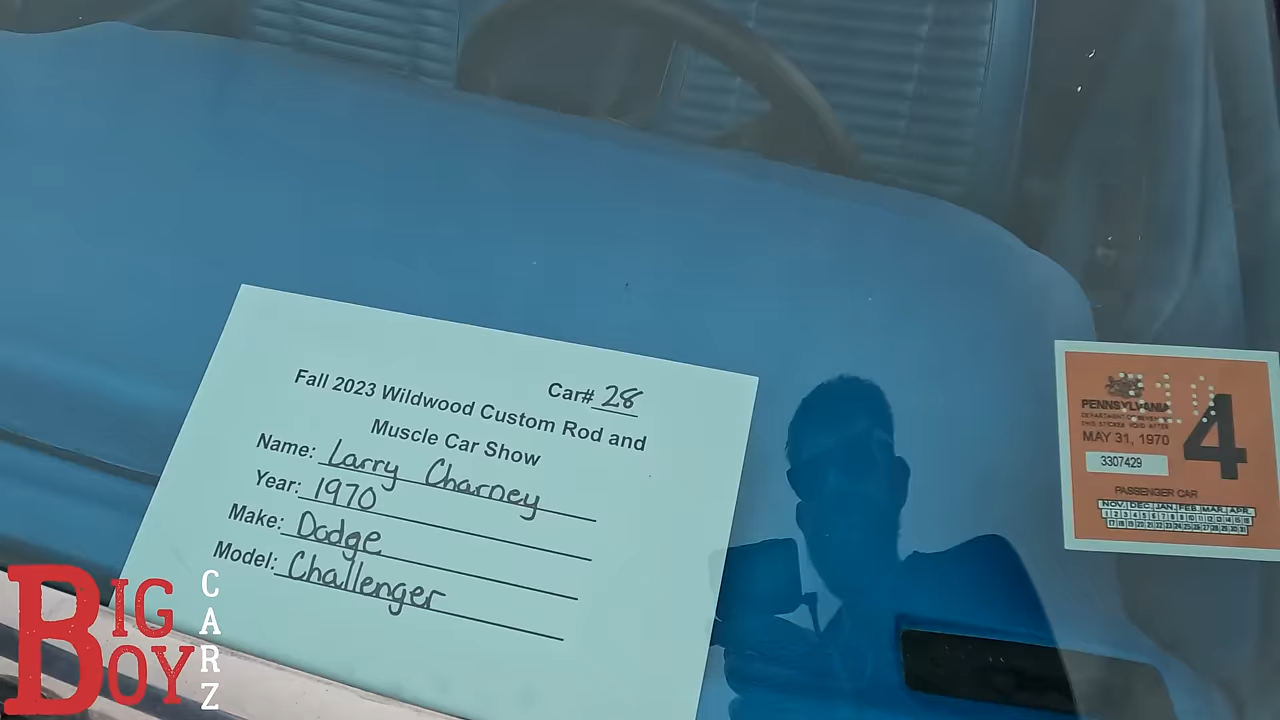 Car# 28
Fall 2023 Wildwood Custom Rod and
Muscle Car Show
Name: Larry Charney
Year: 1970
Make: Dodge
Model: Challenger
PENNSYLVANIA
4
MAY 31, 1970
3307429
PASSENGER CAR
NOV. DEC. JAN. FEB. MAR. APR.
BIG BOY
CARZ